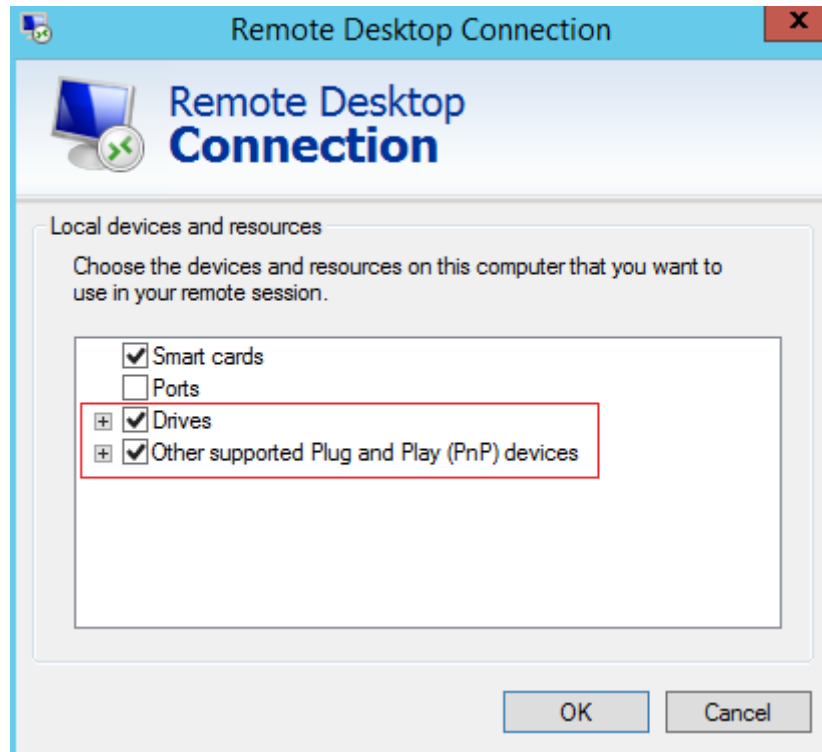 Remote Desktop Connection
Remote Desktop
Connection
Local devices and resources
Choose the devices and resources on this computer that you want to
use in your remote session.
Smart cards
Ports
Drives
Other supported Plug and Play (PnP) devices
OK
Cancel